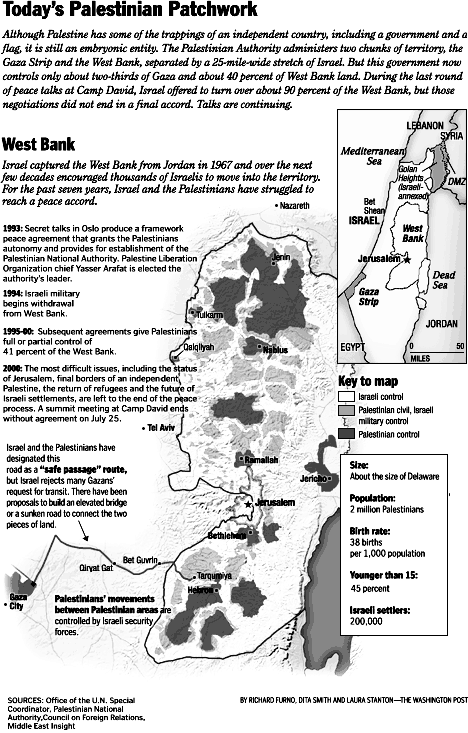 Today's Palestinian Patchwork
Although Palestine has some of the trappings of an independent country, including a government and a
flag, it is still an embryonic entity. The Palestinian Authority administers two chunks of territory, the
Gaza Strip and the West Bank, separated by a 25-mile-wide stretch of Israel. But this government now
controls only about two-thirds of Gaza and about 40 percent of West Bank land. During the last round
of peace talks at Camp David, Israel offered to turn over about 90 percent of the West Bank, but those
negotiations did not end in a final accord. Talks are continuing.
West Bank
Israel captured the West Bank from Jordan in 1967 and over the next
few decades encouraged thousands of Israelis to move into the territory.
For the past seven years, Israel and the Palestinians have struggled to
reach a peace accord.
1993: Secret talks in Oslo produce a framework
peace agreement that grants the Palestinians
autonomy and provides for establishment of the
Palestinian National Authority. Palestine Liberation
Organization chief Yasser Arafat is elected the
authority's leader.
1994: Israeli military
begins withdrawal
from West Bank.
1995-00: Subsequent agreements give Palestinians
full or partial control of
41 percent of the West Bank.
2000: The most difficult issues, including the status
of Jerusalem, final borders of an independent
Palestine, the return of refugees and the future of
Israeli settlements, are left to the end of the peace
process. A summit meeting at Camp David ends
without agreement on July 25.
Israel and the Palestinians have
designated this
road as a "safe passage" route,
but Israel rejects many Gazans'
request for transit. There have been
proposals to build an elevated bridge
or a sunken road to connect the two
pieces of land.
Nazareth
Jenin
Tulkarm
Qalqiliyah
Nablus
Tel Aviv
Ramallah
Jericho
Jerusalem
Bethlehem
Bet Guvrin
Qiryat Gat
Tarqumiya
Hebron
Gaza
City
Palestinians' movements
between Palestinian areas are
controlled by Israeli security
forces.
LEBANON
SYRIA
Mediterranean
Sea
Golan
Heights
(Israeli-
annexed)
DMZ
Bet
Shean
ISRAEL
West
Bank
Jerusalem
Dead
Sea
Gaza
Strip
JORDAN
EGYPT
0 50
MILES
Key to map
Israeli control
Palestinian civil, Israeli
military control
Palestinian control
Size:
About the size of Delaware
Population:
2 million Palestinians
Birth rate:
38 births
per 1,000 population
Younger than 15:
45 percent
Israeli settlers:
200,000
SOURCES: Office of the U.N. Special
Coordinator, Palestinian National
Authority,Council on Foreign Relations,
Middle East Insight
BY RICHARD FURNO, DITA SMITH AND LAURA STANTON—THE WASHINGTON POST